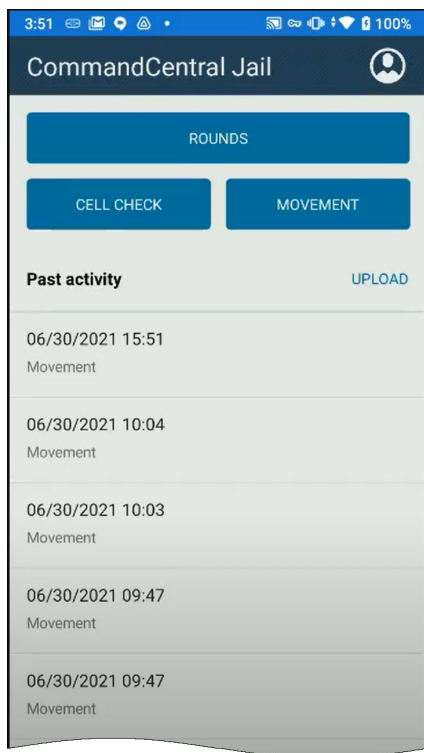 3:51 100%
CommandCentral Jail
ROUNDS
CELL CHECK MOVEMENT
Past activity UPLOAD
06/30/2021 15:51
Movement
06/30/2021 10:04
Movement
06/30/2021 10:03
Movement
06/30/2021 09:47
Movement
06/30/2021 09:47
Movement